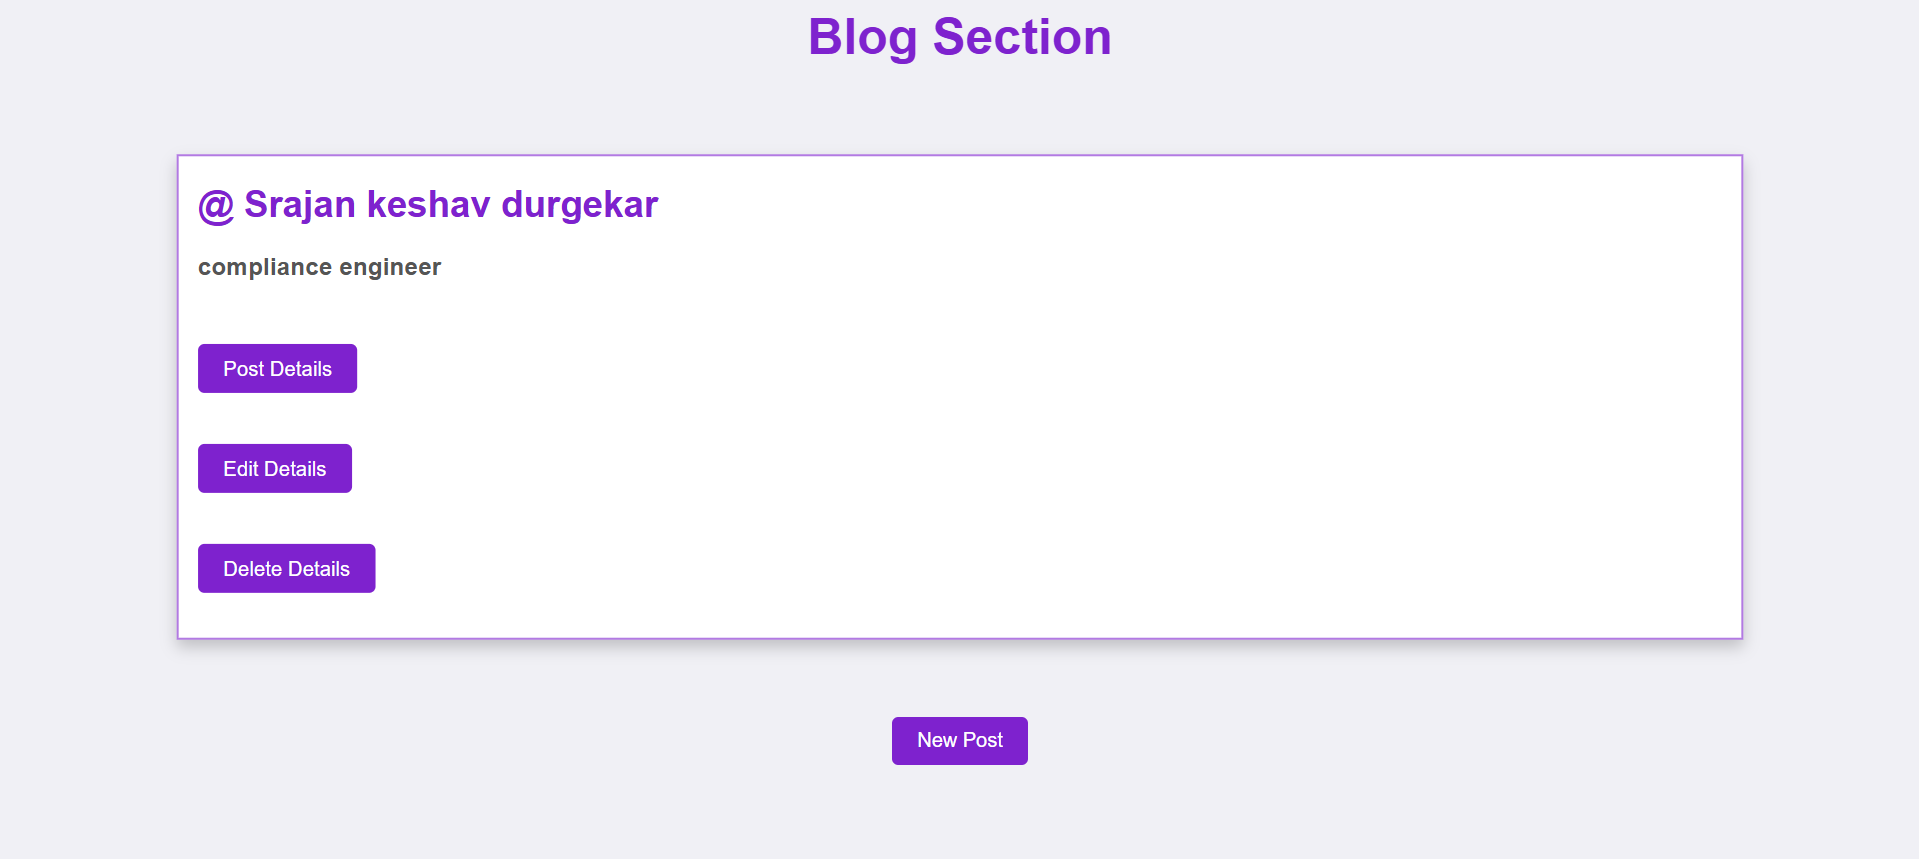 Blog Section
@ Srajan keshav durgekar
compliance engineer
Post Details
Edit Details
Delete Details
New Post